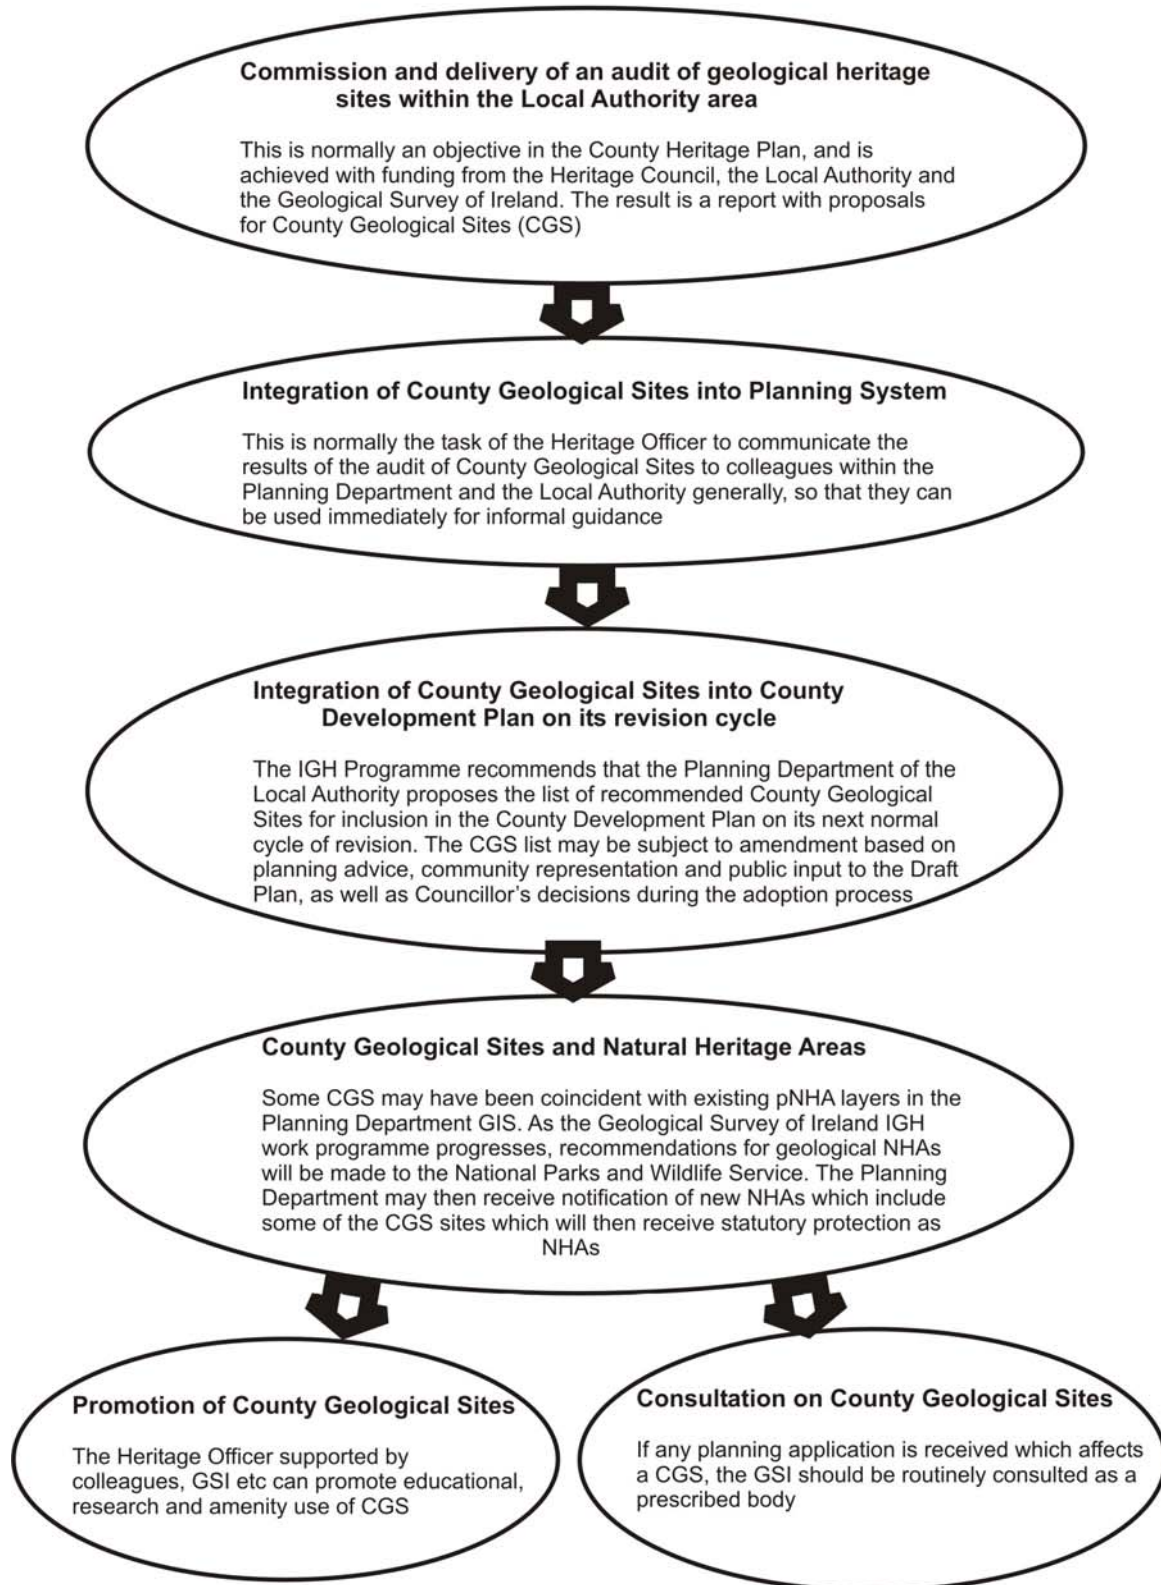 Commission and delivery of an audit of geological heritage
sites within the Local Authority area
This is normally an objective in the County Heritage Plan, and is
achieved with funding from the Heritage Council, the Local Authority and
the Geological Survey of Ireland. The result is a report with proposals
for County Geological Sites (CGS)
Integration of County Geological Sites into Planning System
This is normally the task of the Heritage Officer to communicate the
results of the audit of County Geological Sites to colleagues within the
Planning Department and the Local Authority generally, so that they can
be used immediately for informal guidance
Integration of County Geological Sites into County
Development Plan on its revision cycle
The IGH Programme recommends that the Planning Department of the
Local Authority proposes the list of recommended County Geological
Sites for inclusion in the County Development Plan on its next normal
cycle of revision. The CGS list may be subject to amendment based on
planning advice, community representation and public input to the Draft
Plan, as well as Councillor's decisions during the adoption process
County Geological Sites and Natural Heritage Areas
Some CGS may have been coincident with existing pNHA layers in the
Planning Department GIS. As the Geological Survey of Ireland IGH
work programme progresses, recommendations for geological NHAs
will be made to the National Parks and Wildlife Service. The Planning
Department may then receive notification of new NHAs which include
some of the CGS sites which will then receive statutory protection as
NHAs
Promotion of County Geological Sites
The Heritage Officer supported by
colleagues, GSI etc can promote educational,
research and amenity use of CGS
Consultation on County Geological Sites
If any planning application is received which affects
a CGS, the GSI should be routinely consulted as a
prescribed body